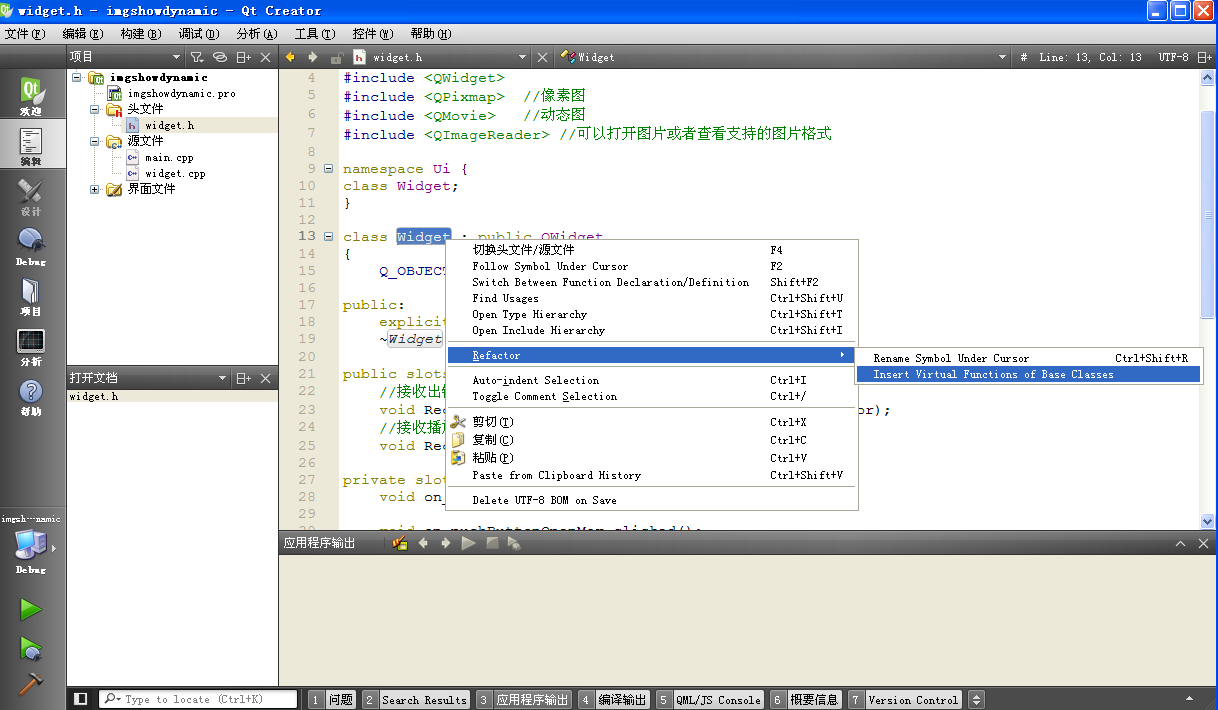 widget.h - imgshowdynamic - Qt Creator
文件(F) 编辑(E) 构建(B) 调试(D) 分析(A) 工具(T) 控件(W) 帮助(H)
项目
widget.h
Widget
# Line: 13, Col: 13 UTF-8
欢迎
编辑
设计
Debug
项目
分析
帮助
imgsh···namic
Debug
imgshowdynamic
imgshowdynamic.pro
头文件
widget.h
源文件
main.cpp
widget.cpp
界面文件
打开文档
widget.h
4 #include <QWidget>
5 #include <QPixmap> //像素图
6 #include <QMovie> //动态图
7 #include <QImageReader> //可以打开图片或者查看支持的图片格式
8
9 namespace Ui {
10 class Widget;
11 }
12
13 class Widget : public QWidget
14 {
15 Q_OBJECT
16
17 public:
18 explicit
19 ~Widget
20
21 public slots
22 //接收出
23 void Rec or);
24 //接收播
25 void Rec
26
27 private slot
28 void on_
29
切换头文件/源文件 F4
Follow Symbol Under Cursor F2
Switch Between Function Declaration/Definition Shift+F2
Find Usages Ctrl+Shift+U
Open Type Hierarchy Ctrl+Shift+T
Open Include Hierarchy Ctrl+Shift+I
Refactor
Auto-indent Selection Ctrl+I
Toggle Comment Selection Ctrl+/
剪切(T) Ctrl+X
复制(C) Ctrl+C
粘贴(P) Ctrl+V
Paste from Clipboard History Ctrl+Shift+V
Delete UTF-8 BOM on Save
Rename Symbol Under Cursor Ctrl+Shift+R
Insert Virtual Functions of Base Classes
应用程序输出
Type to locate (Ctrl+K)
1 问题 2 Search Results 3 应用程序输出 4 编译输出 5 QML/JS Console 6 概要信息 7 Version Control